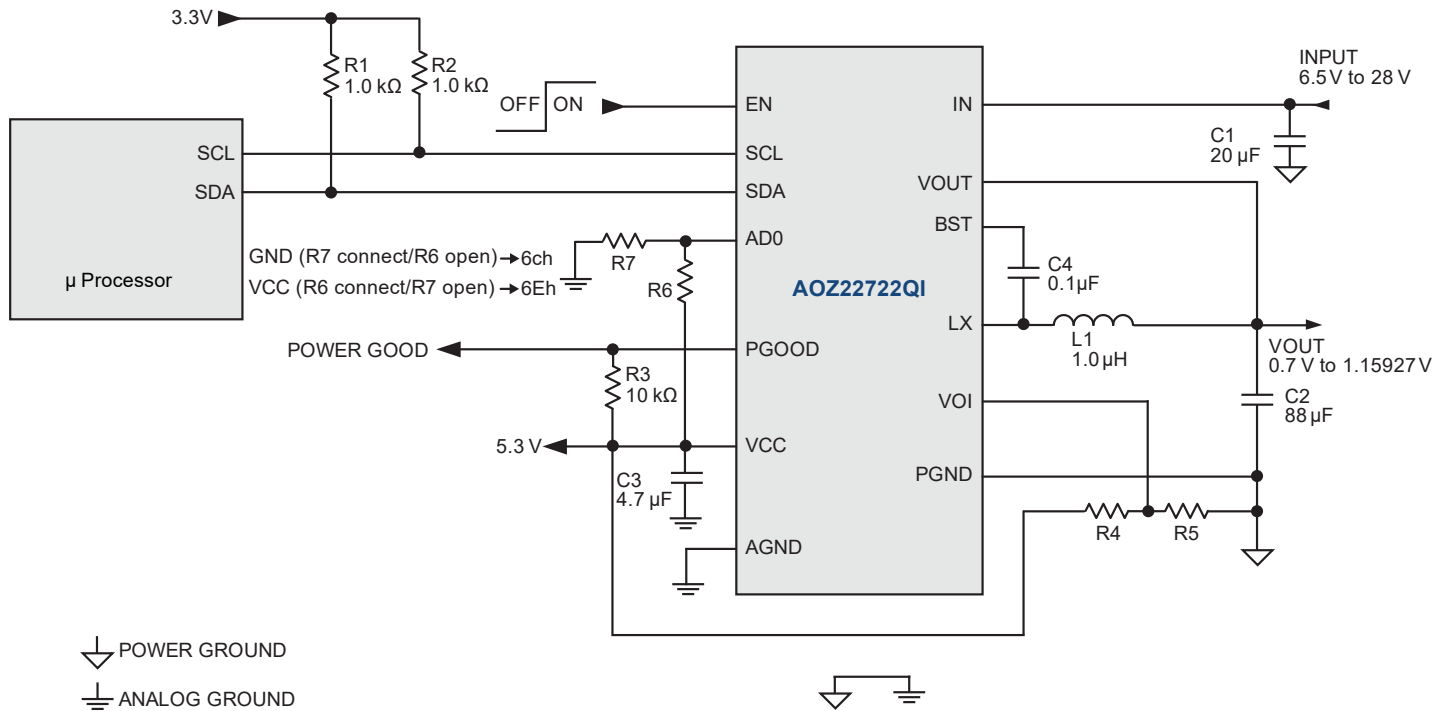 3.3V
R1
1.0 kΩ
R2
1.0 kΩ
OFF
ON
INPUT
6.5 V to 28 V
EN
IN
C1
20 µF
SCL
SCL
SDA
SDA
VOUT
BST
AD0
GND (R7 connect/R6 open)→6ch
R7
VCC (R6 connect/R7 open)→6Eh
R6
µ Processor
AOZ22722QI
C4
0.1µF
LX
L1
1.0 µH
VOUT
0.7 V to 1.15927 V
POWER GOOD
PGOOD
R3
10 kΩ
VOI
C2
88 µF
5.3 V
VCC
C3
4.7 µF
PGND
R4
R5
AGND
POWER GROUND
ANALOG GROUND